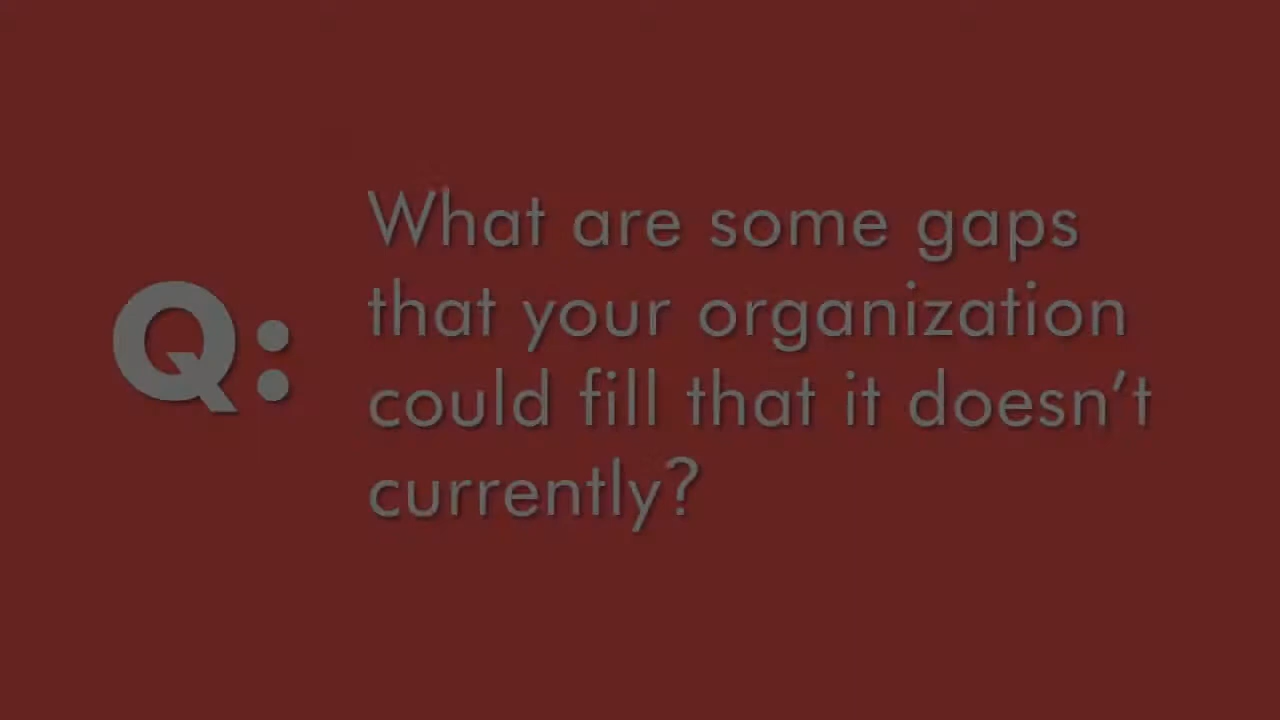 Q:
What are some gaps
that your organization
could fill that it doesn’t
currently?